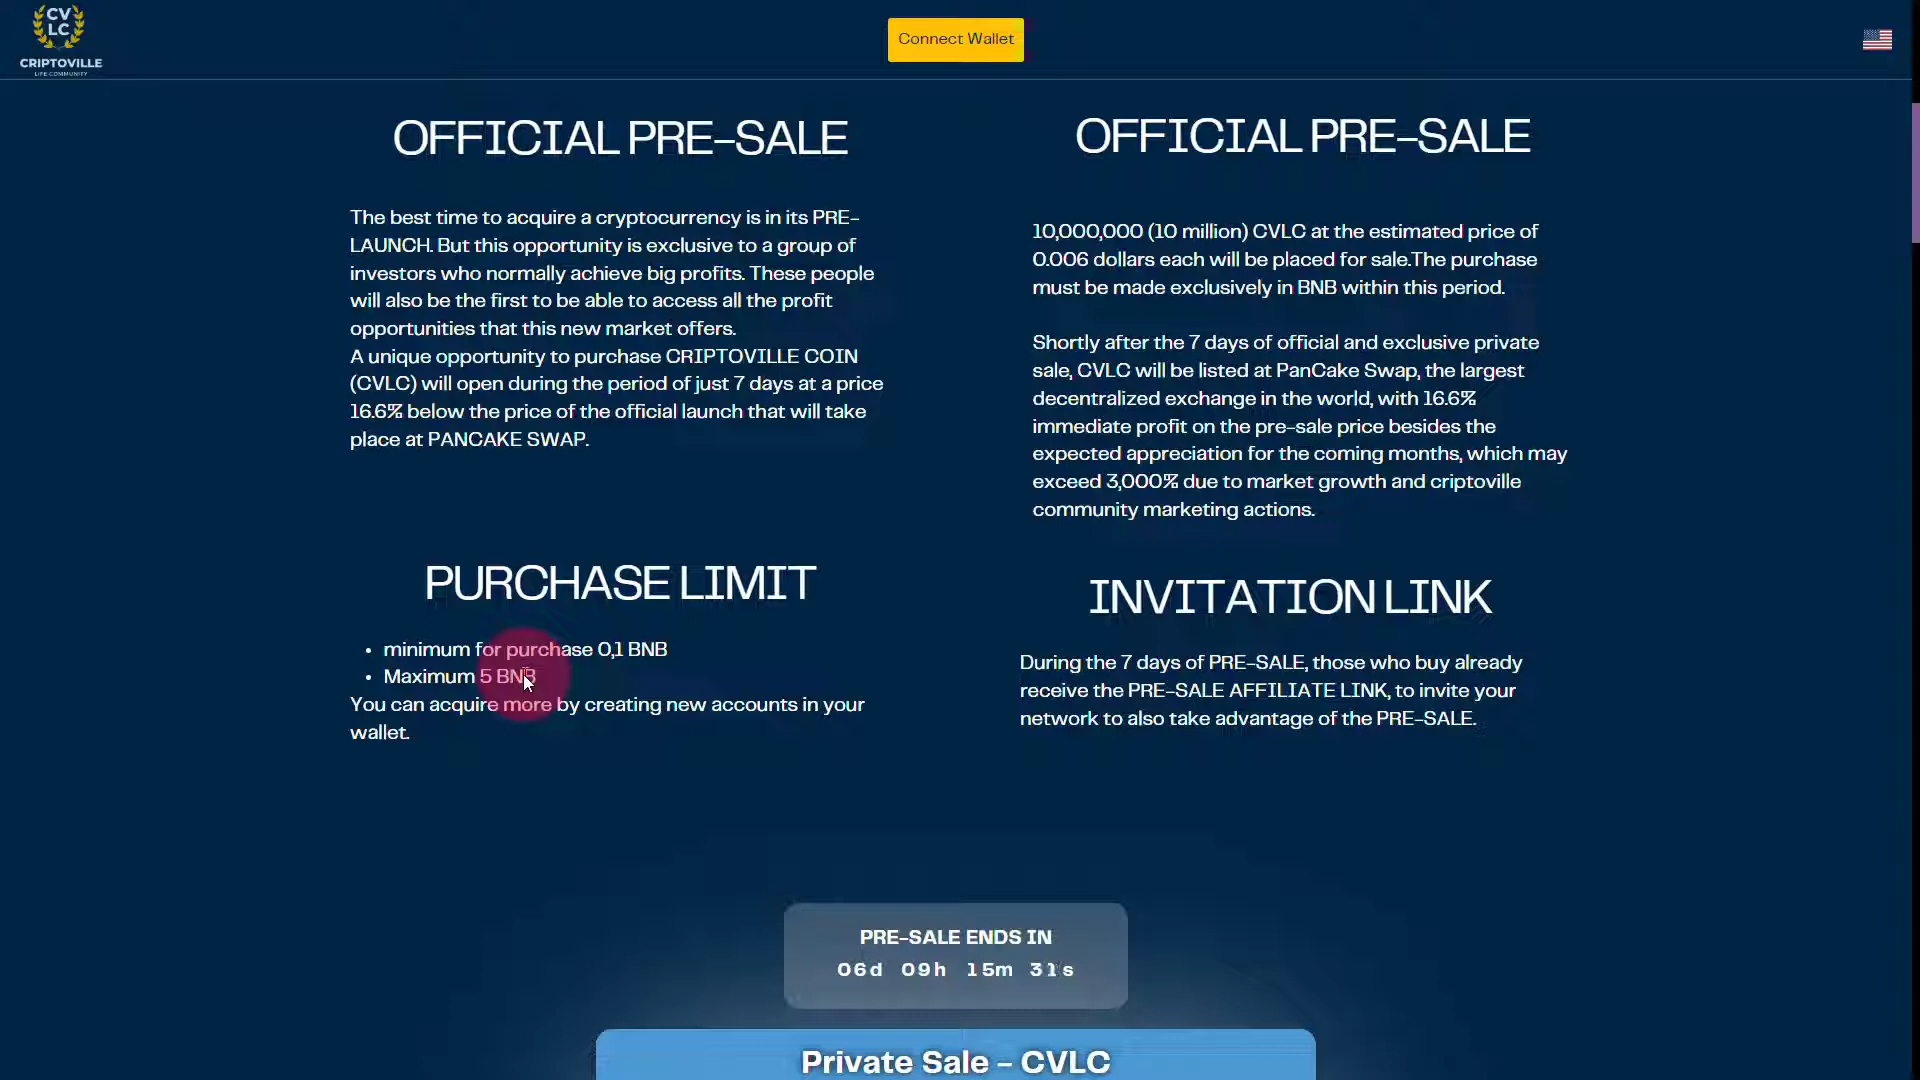 CV
LC
CRIPTOVILLE
LIFE COMMUNITY
Connect Wallet
OFFICIAL PRE-SALE
The best time to acquire a cryptocurrency is in its PRE-
LAUNCH. But this opportunity is exclusive to a group of
investors who normally achieve big profits. These people
will also be the first to be able to access all the profit
opportunities that this new market offers.
A unique opportunity to purchase CRIPTOVILLE COIN
(CVLC) will open during the period of just 7 days at a price
16.6% below the price of the official launch that will take
place at PANCAKE SWAP.
OFFICIAL PRE-SALE
10,000,000 (10 million) CVLC at the estimated price of
0.006 dollars each will be placed for sale.The purchase
must be made exclusively in BNB within this period.
Shortly after the 7 days of official and exclusive private
sale, CVLC will be listed at PanCake Swap, the largest
decentralized exchange in the world, with 16.6%
immediate profit on the pre-sale price besides the
expected appreciation for the coming months, which may
exceed 3,000% due to market growth and criptoville
community marketing actions.
PURCHASE LIMIT
• minimum for purchase 0,1 BNB
• Maximum 5 BNB
You can acquire more by creating new accounts in your
wallet.
INVITATION LINK
During the 7 days of PRE-SALE, those who buy already
receive the PRE-SALE AFFILIATE LINK, to invite your
network to also take advantage of the PRE-SALE.
PRE-SALE ENDS IN
06d 09h 15m 31s
Private Sale - CVLC